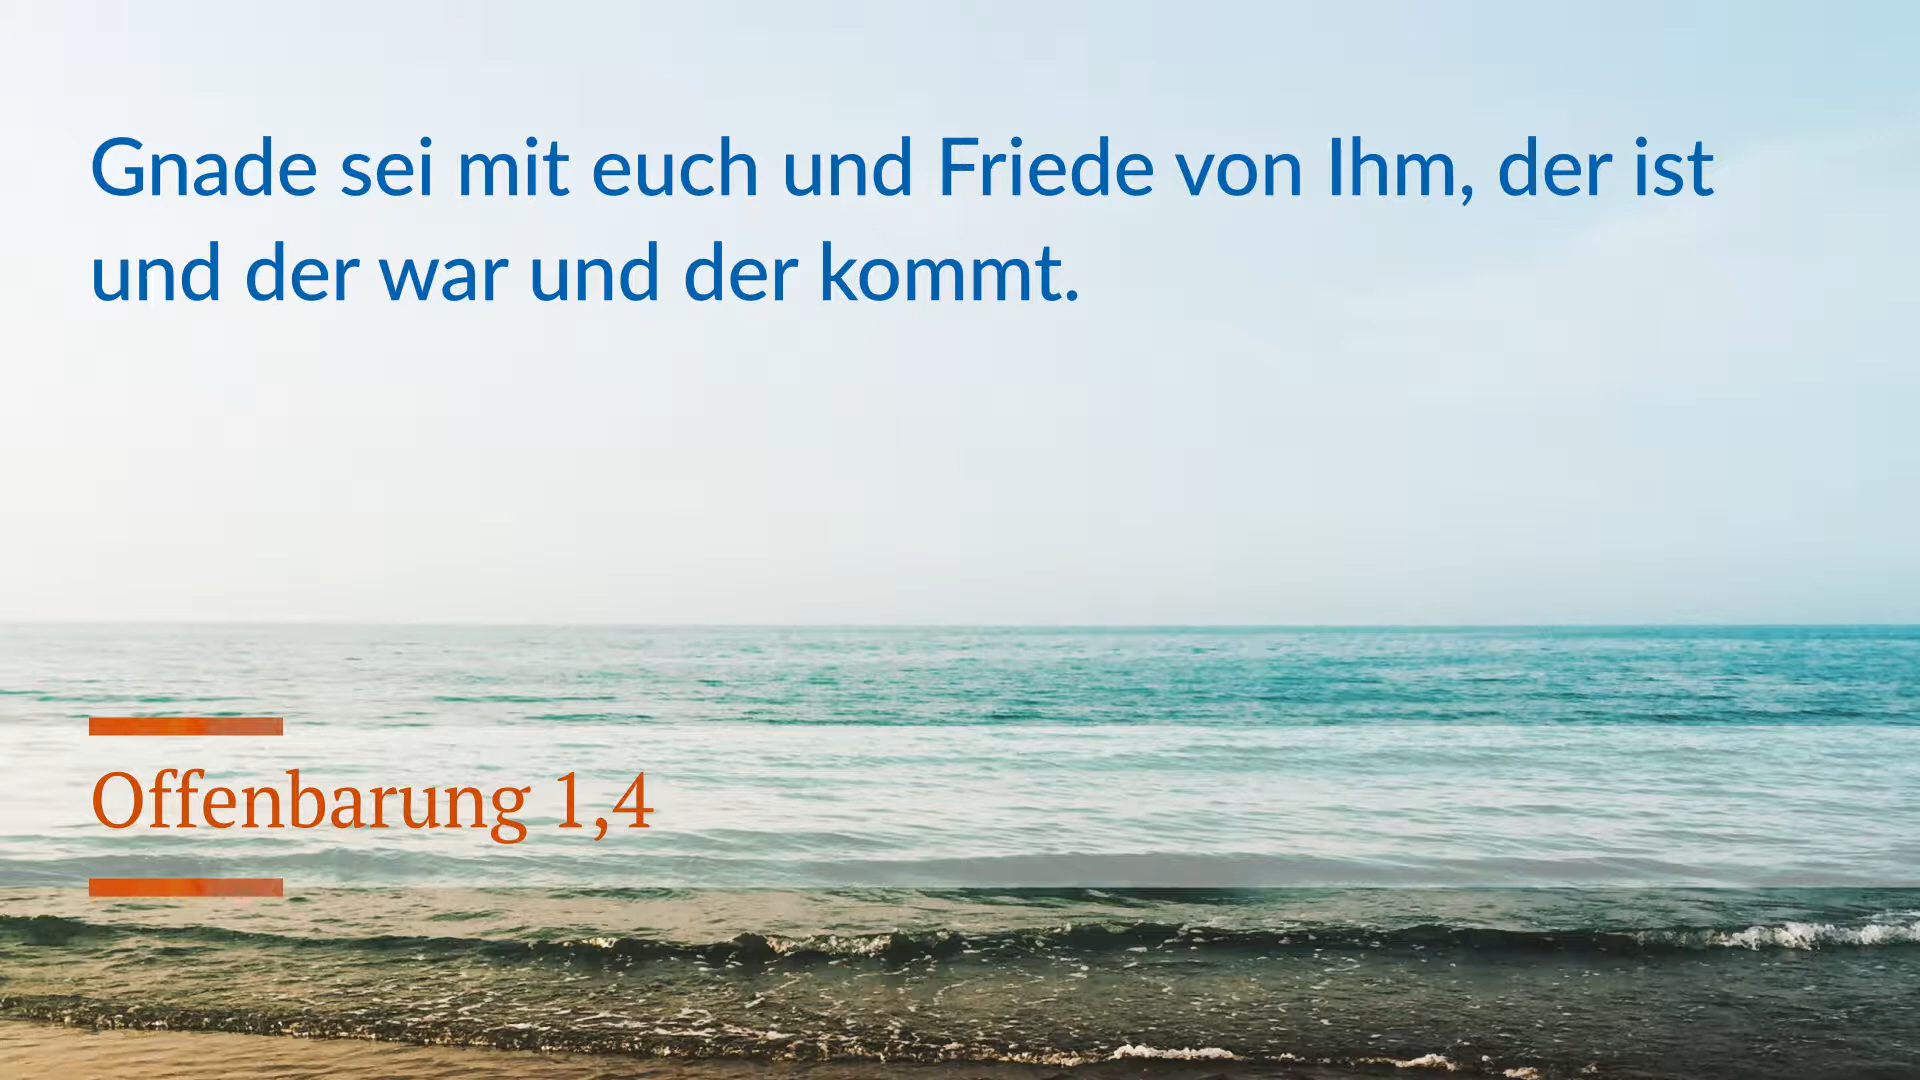 Gnade sei mit euch und Friede von Ihm, der ist
und der war und der kommt.
Offenbarung 1,4